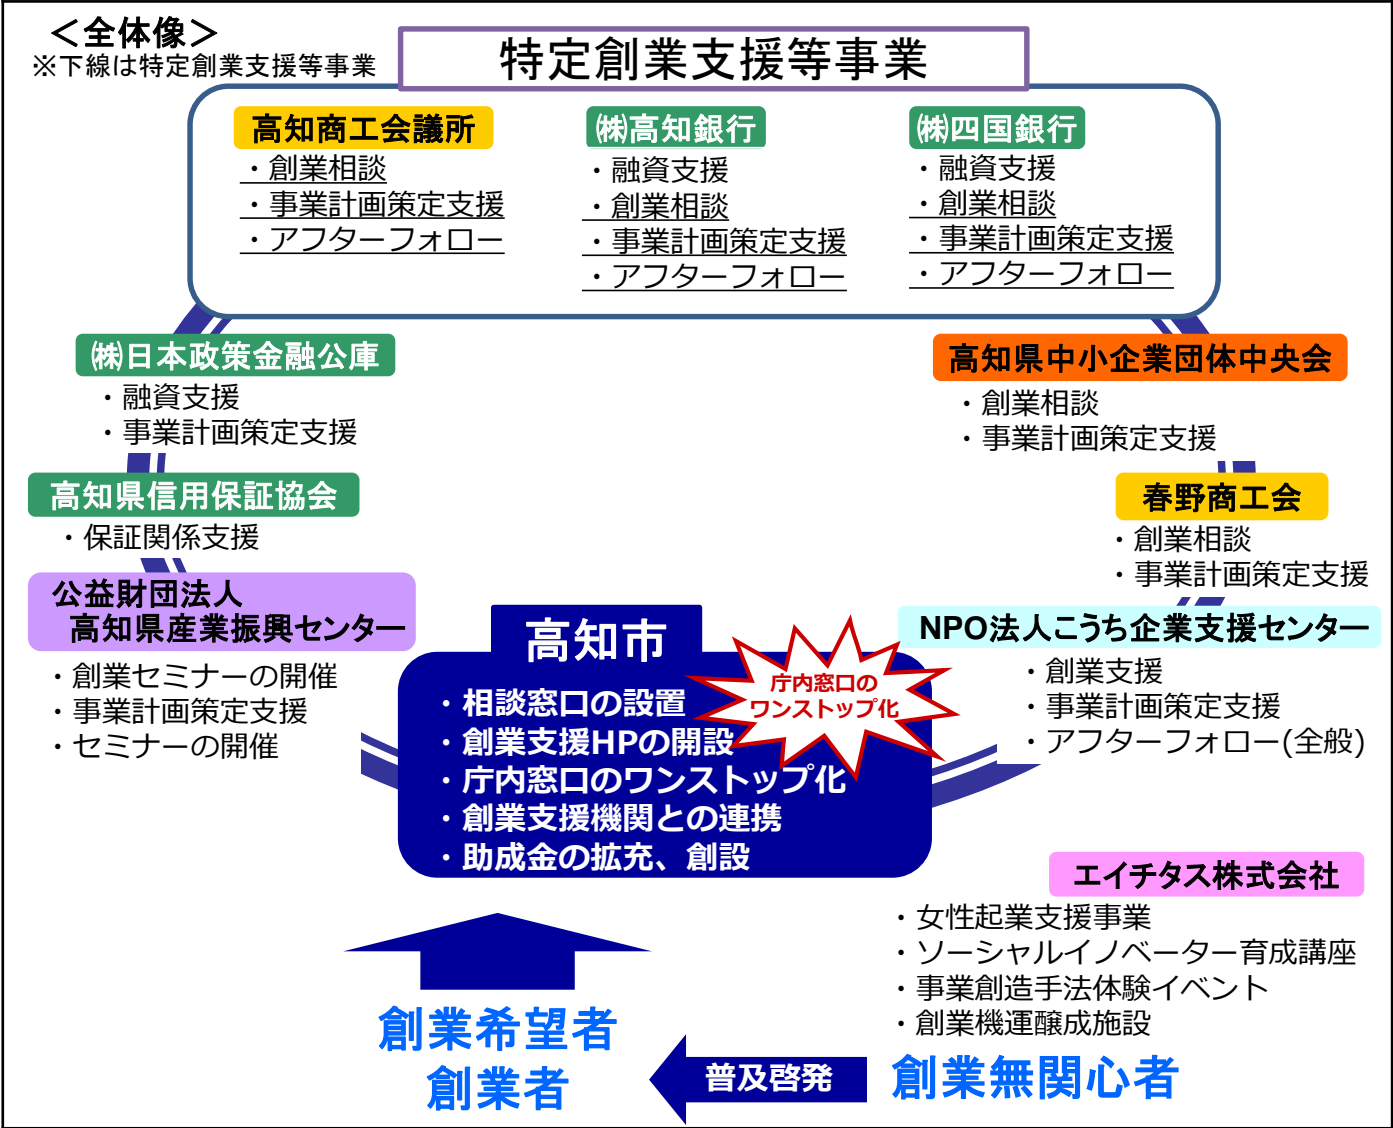 ＜全体像＞
※下線は特定創業支援等事業
特定創業支援等事業
高知商工会議所
・創業相談
・事業計画策定支援
・アフターフォロー
㈱高知銀行
・融資支援
・創業相談
・事業計画策定支援
・アフターフォロー
㈱四国銀行
・融資支援
・創業相談
・事業計画策定支援
・アフターフォロー
㈱日本政策金融公庫
・融資支援
・事業計画策定支援
高知県中小企業団体中央会
・創業相談
・事業計画策定支援
高知県信用保証協会
・保証関係支援
春野商工会
・創業相談
・事業計画策定支援
公益財団法人
高知県産業振興センター
・創業セミナーの開催
・事業計画策定支援
・セミナーの開催
高知市
・相談窓口の設置
・創業支援HPの開設
・庁内窓口のワンストップ化
・創業支援機関との連携
・助成金の拡充、創設
庁内窓口の
ワンストップ化
NPO法人こうち企業支援センター
・創業支援
・事業計画策定支援
・アフターフォロー(全般)
エイチタス株式会社
・女性起業支援事業
・ソーシャルイノベーター育成講座
・事業創造手法体験イベント
・創業機運醸成施設
創業希望者
創業者
普及啓発
創業無関心者